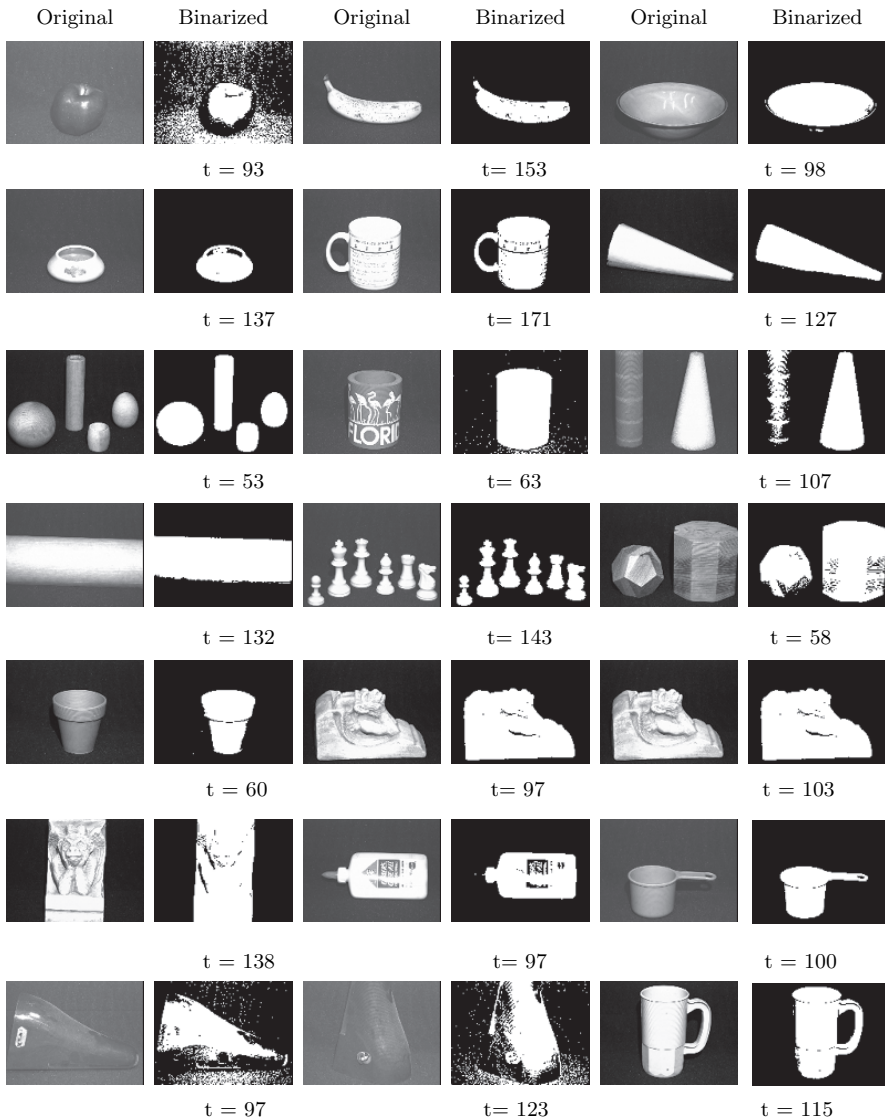 Original Binarized Original Binarized Original Binarized
t = 93 t= 153 t = 98
t = 137 t= 171 t = 127
FLORID
t = 53 t= 63 t = 107
t = 132 t= 143 t = 58
t = 60 t= 97 t = 103
t = 138 t= 97 t = 100
t = 97 t= 123 t = 115